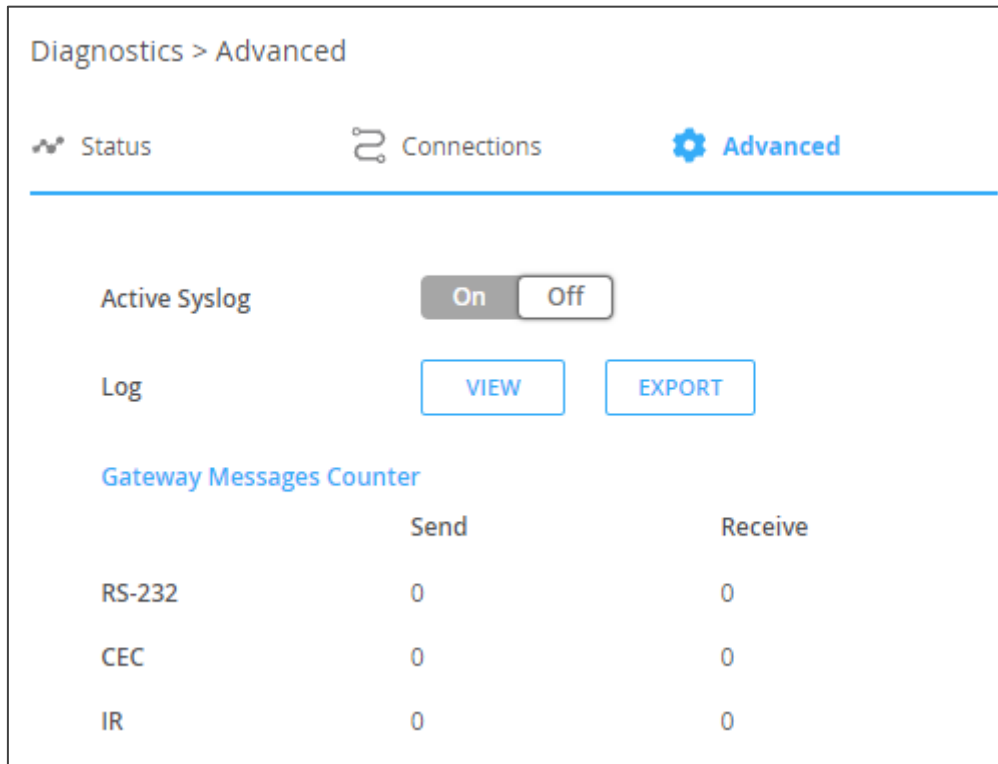 Diagnostics > Advanced
Status Connections Advanced
Active Syslog On Off
Log VIEW EXPORT
Gateway Messages Counter
Send Receive
RS-232 0 0
CEC 0 0
IR 0 0